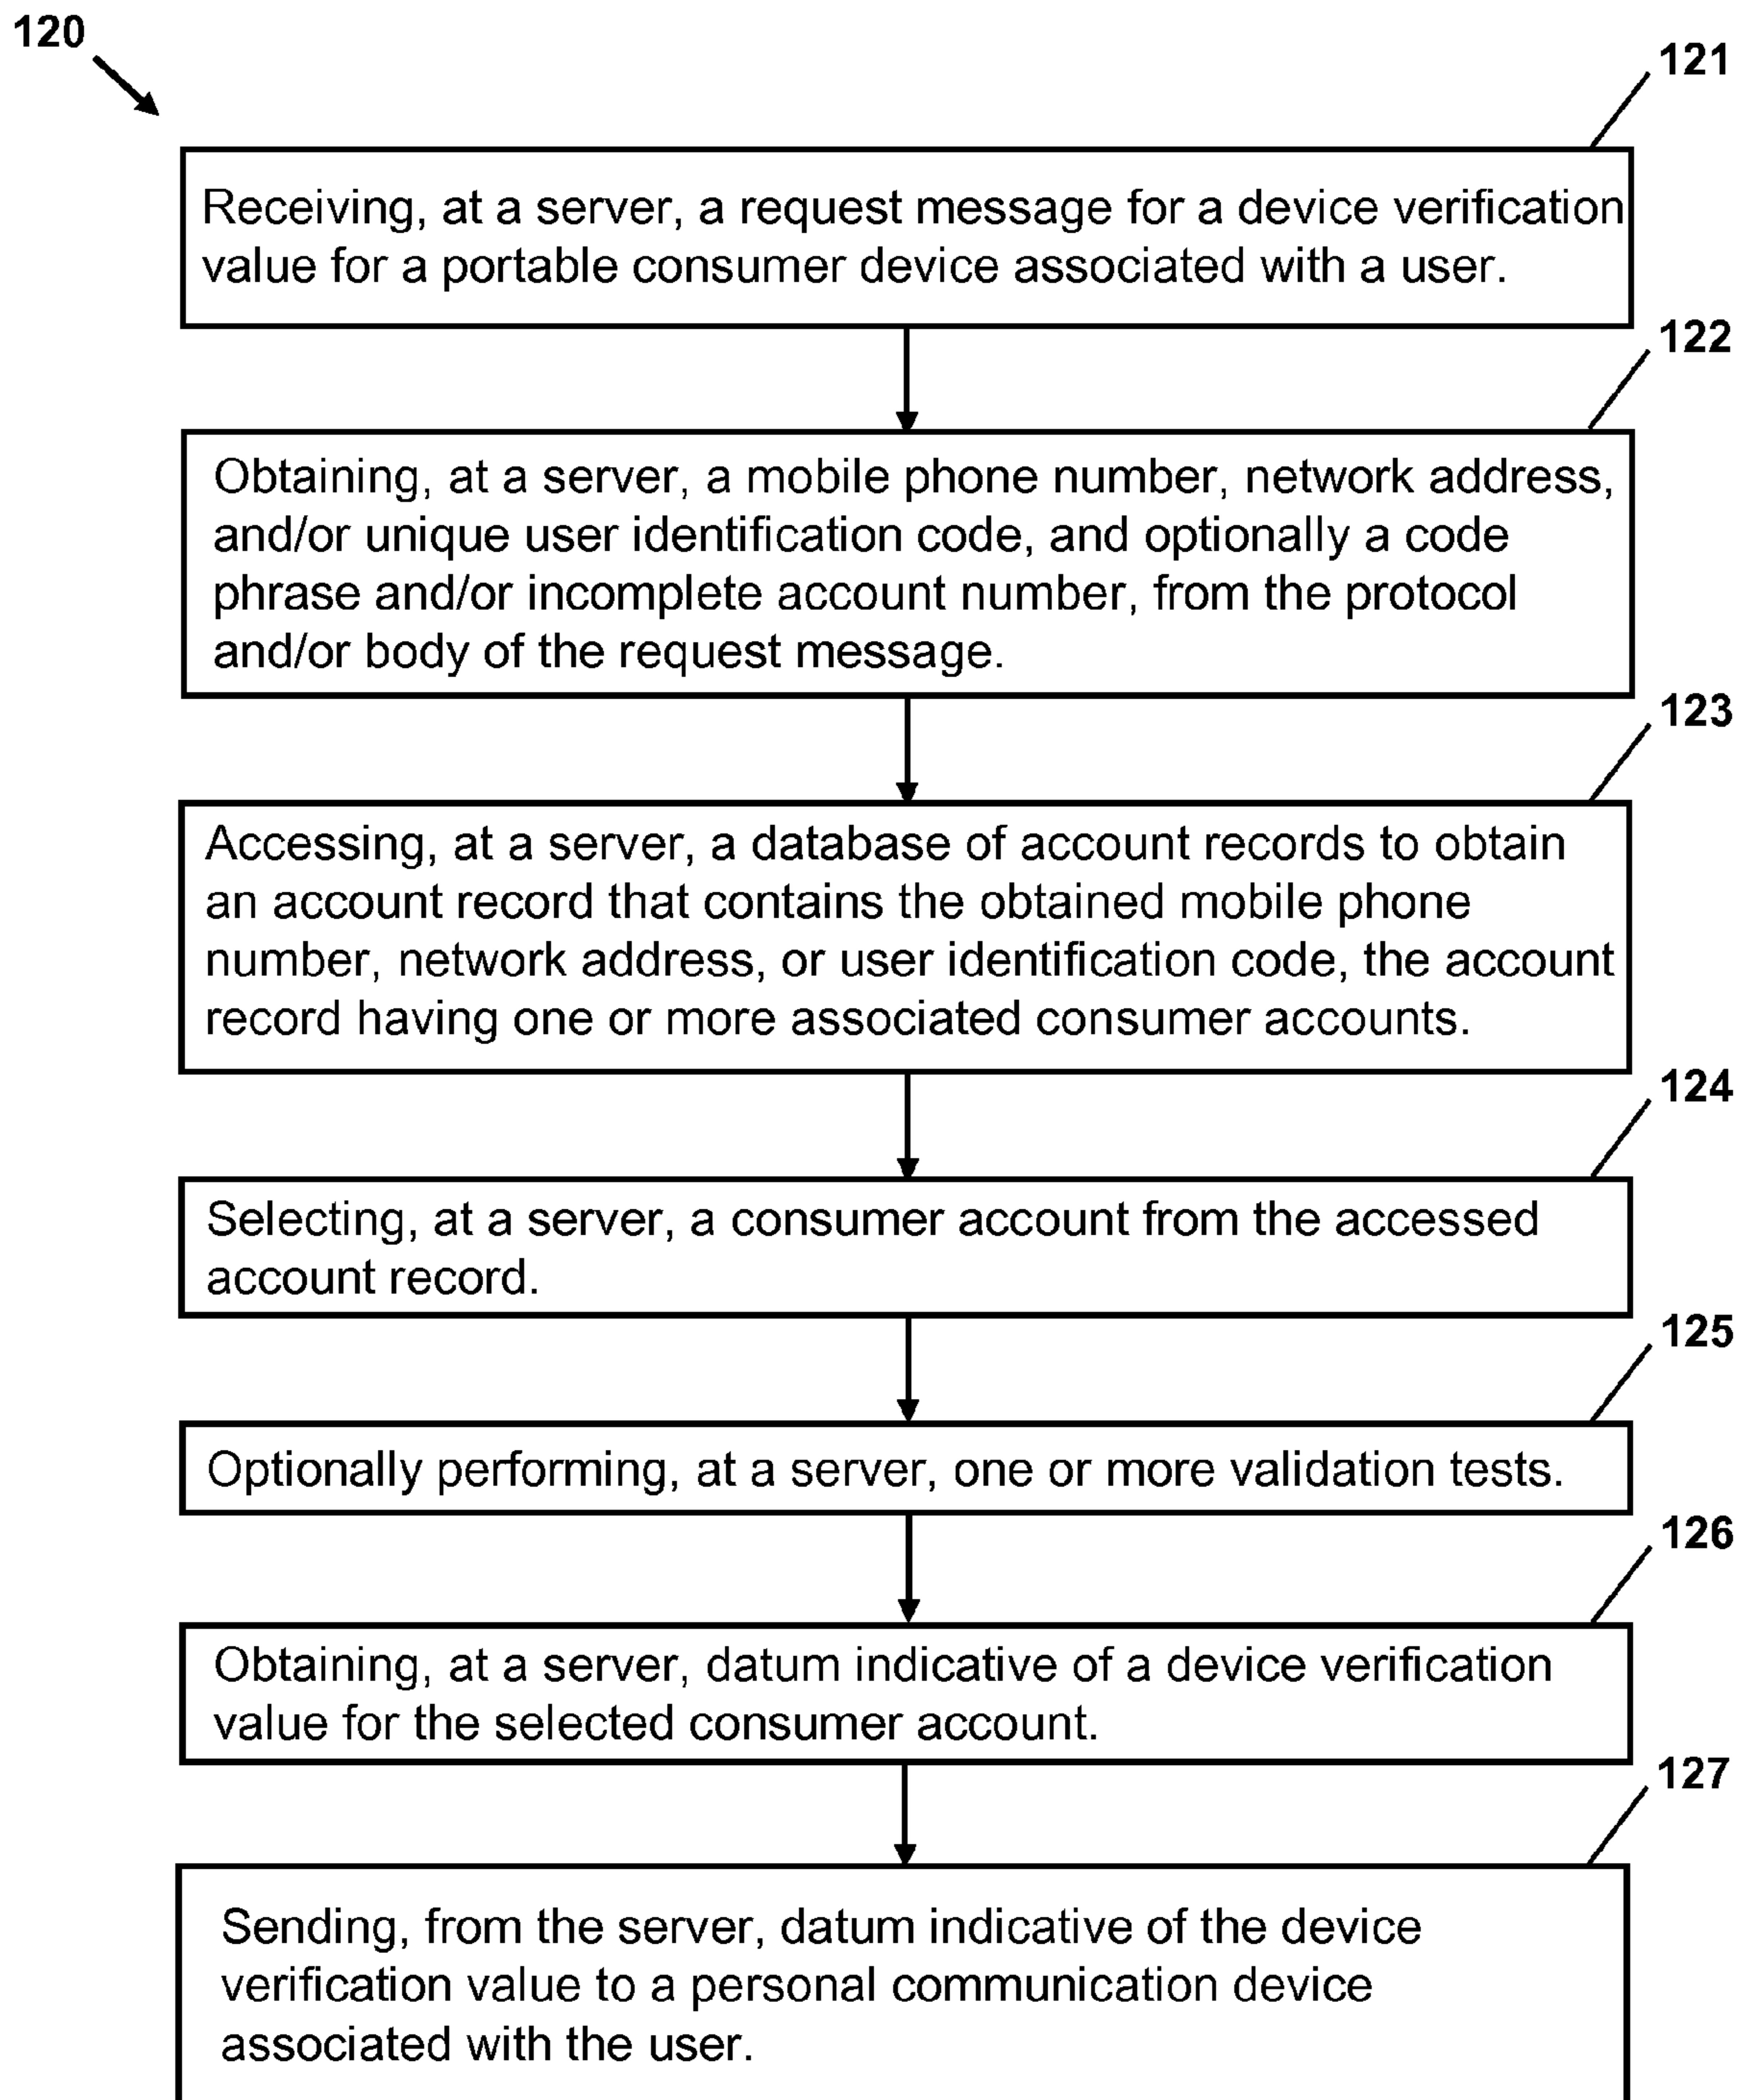 120
121
Receiving, at a server, a request message for a device verification
value for a portable consumer device associated with a user.
122
Obtaining, at a server, a mobile phone number, network address,
and/or unique user identification code, and optionally a code
phrase and/or incomplete account number, from the protocol
and/or body of the request message.
123
Accessing, at a server, a database of account records to obtain
an account record that contains the obtained mobile phone
number, network address, or user identification code, the account
record having one or more associated consumer accounts.
124
Selecting, at a server, a consumer account from the accessed
account record.
125
Optionally performing, at a server, one or more validation tests.
126
Obtaining, at a server, datum indicative of a device verification
value for the selected consumer account.
127
Sending, from the server, datum indicative of the device
verification value to a personal communication device
associated with the user.